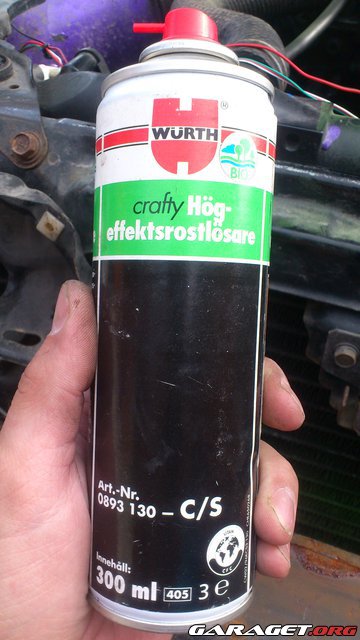 WÜRTH
®
BIO
crafty Hög-
effektsrostlösare
Art.-Nr.
0893 130 – C/S
Innehåll:
300 ml 405 3 e
GARAGET.ORG